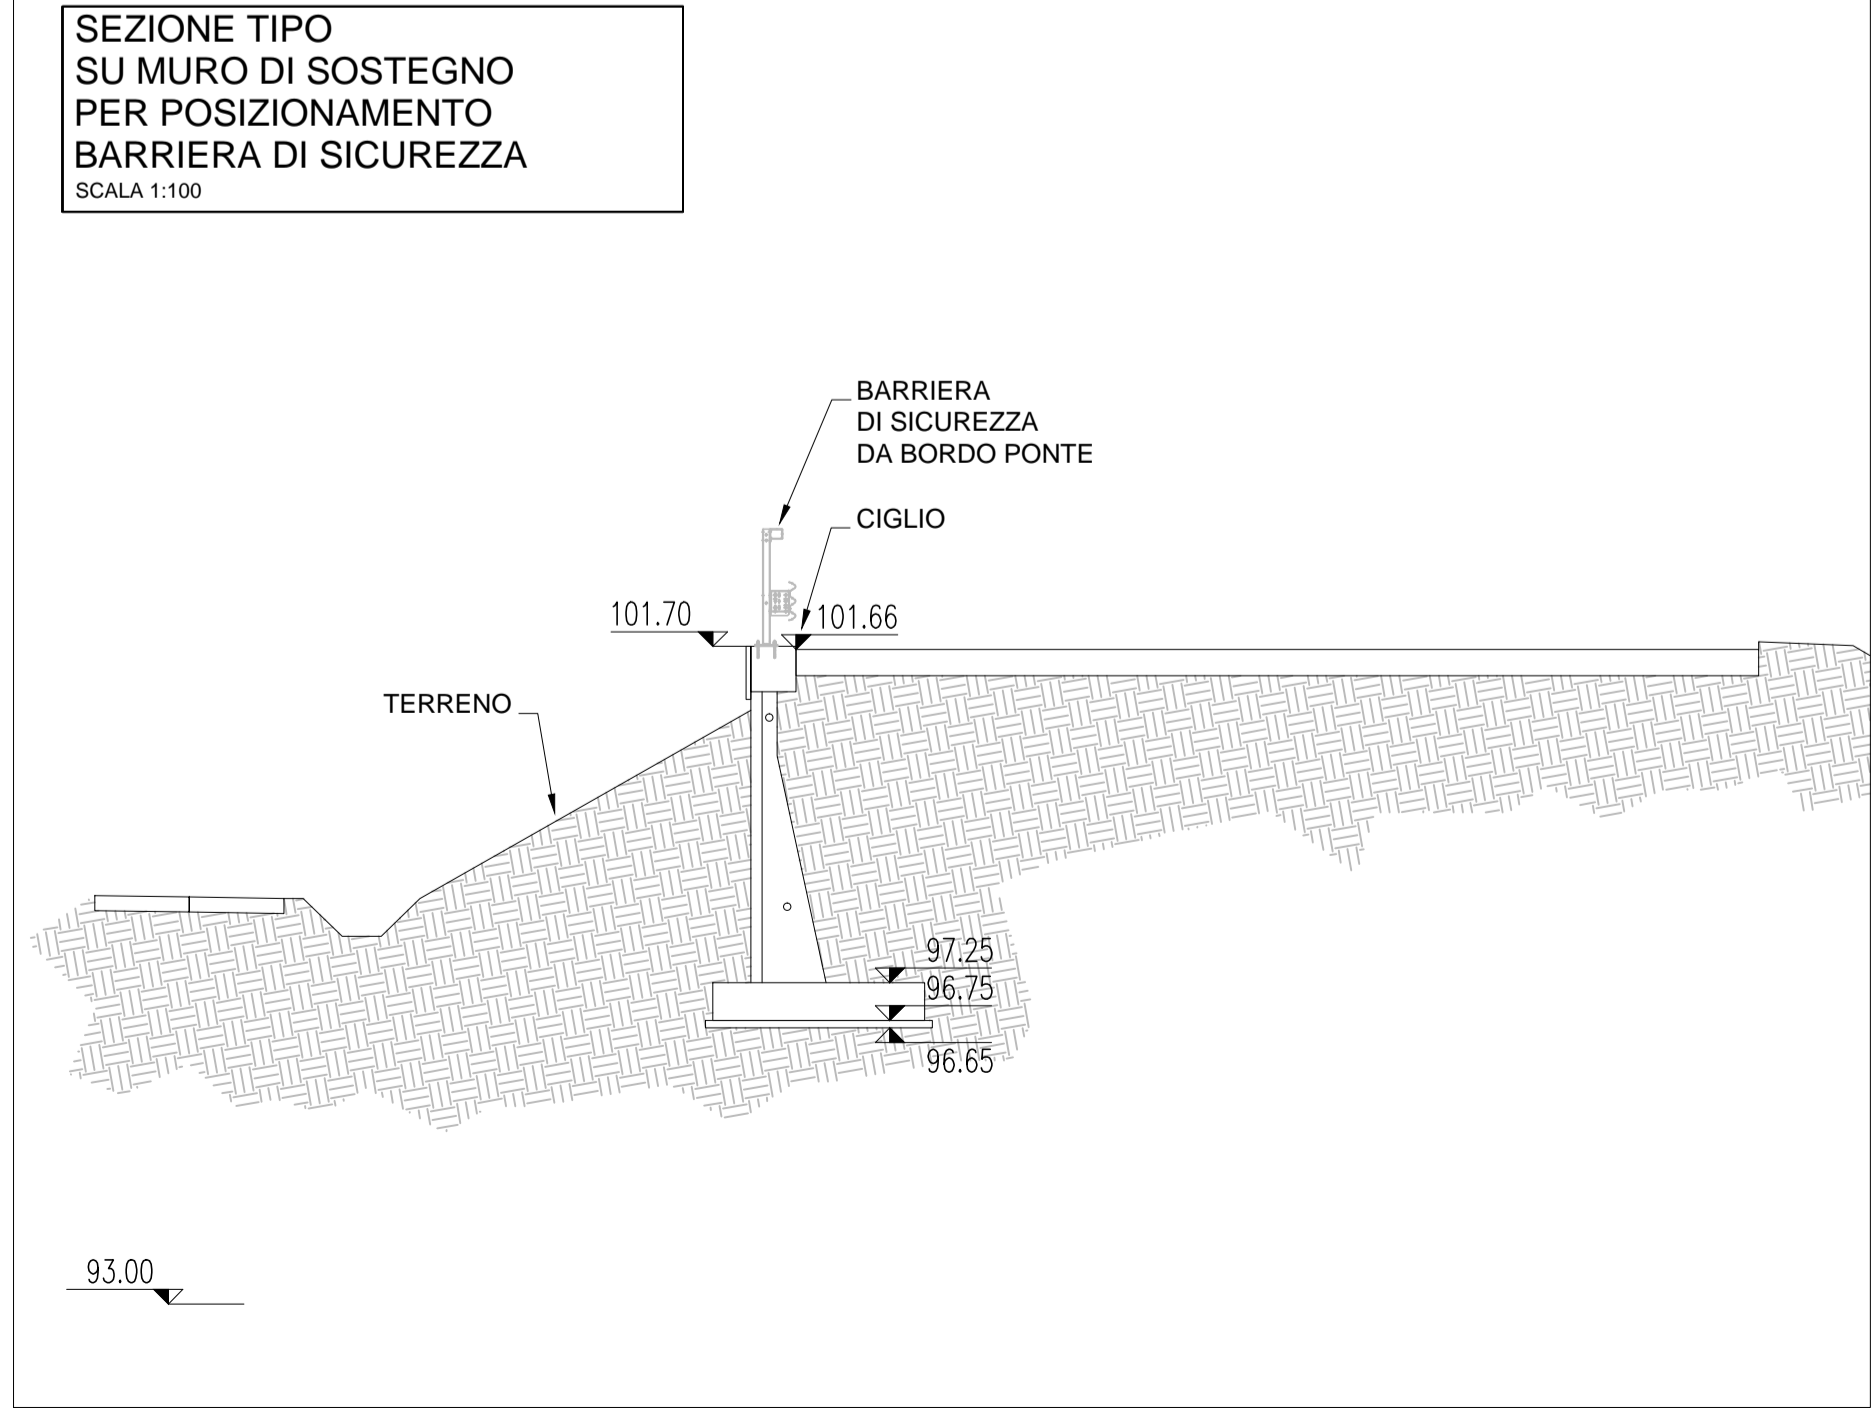 SEZIONE TIPO
SU MURO DI SOSTEGNO
PER POSIZIONAMENTO
BARRIERA DI SICUREZZA
SCALA 1:100
BARRIERA
DI SICUREZZA
DA BORDO PONTE
CIGLIO
101.70
101.66
TERRENO
97.25
96.75
96.65
93.00